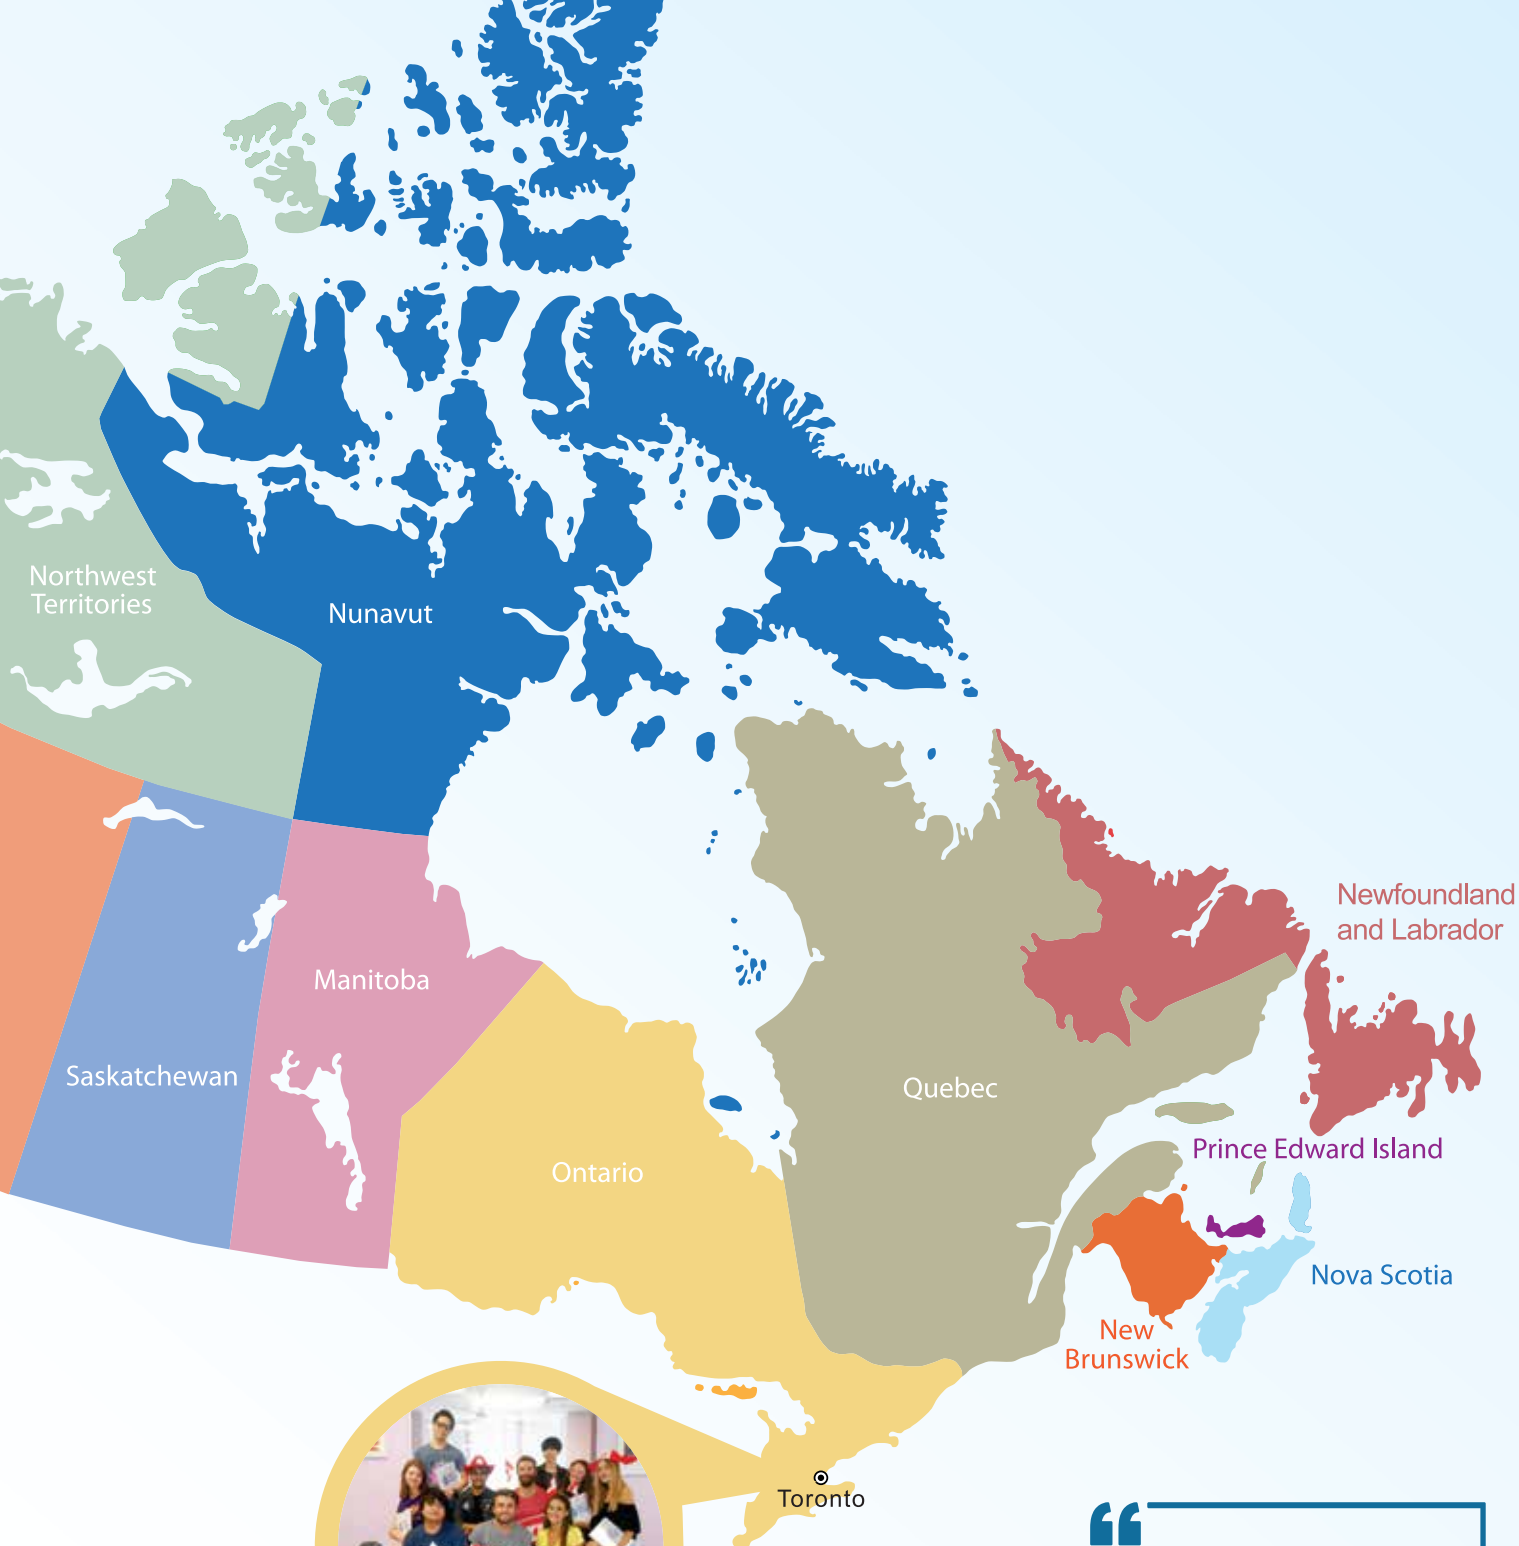 Northwest
Territories
Nunavut
Newfoundland
and Labrador
Manitoba
Saskatchewan
Quebec
Prince Edward Island
Ontario
Nova Scotia
New
Brunswick
Toronto
“